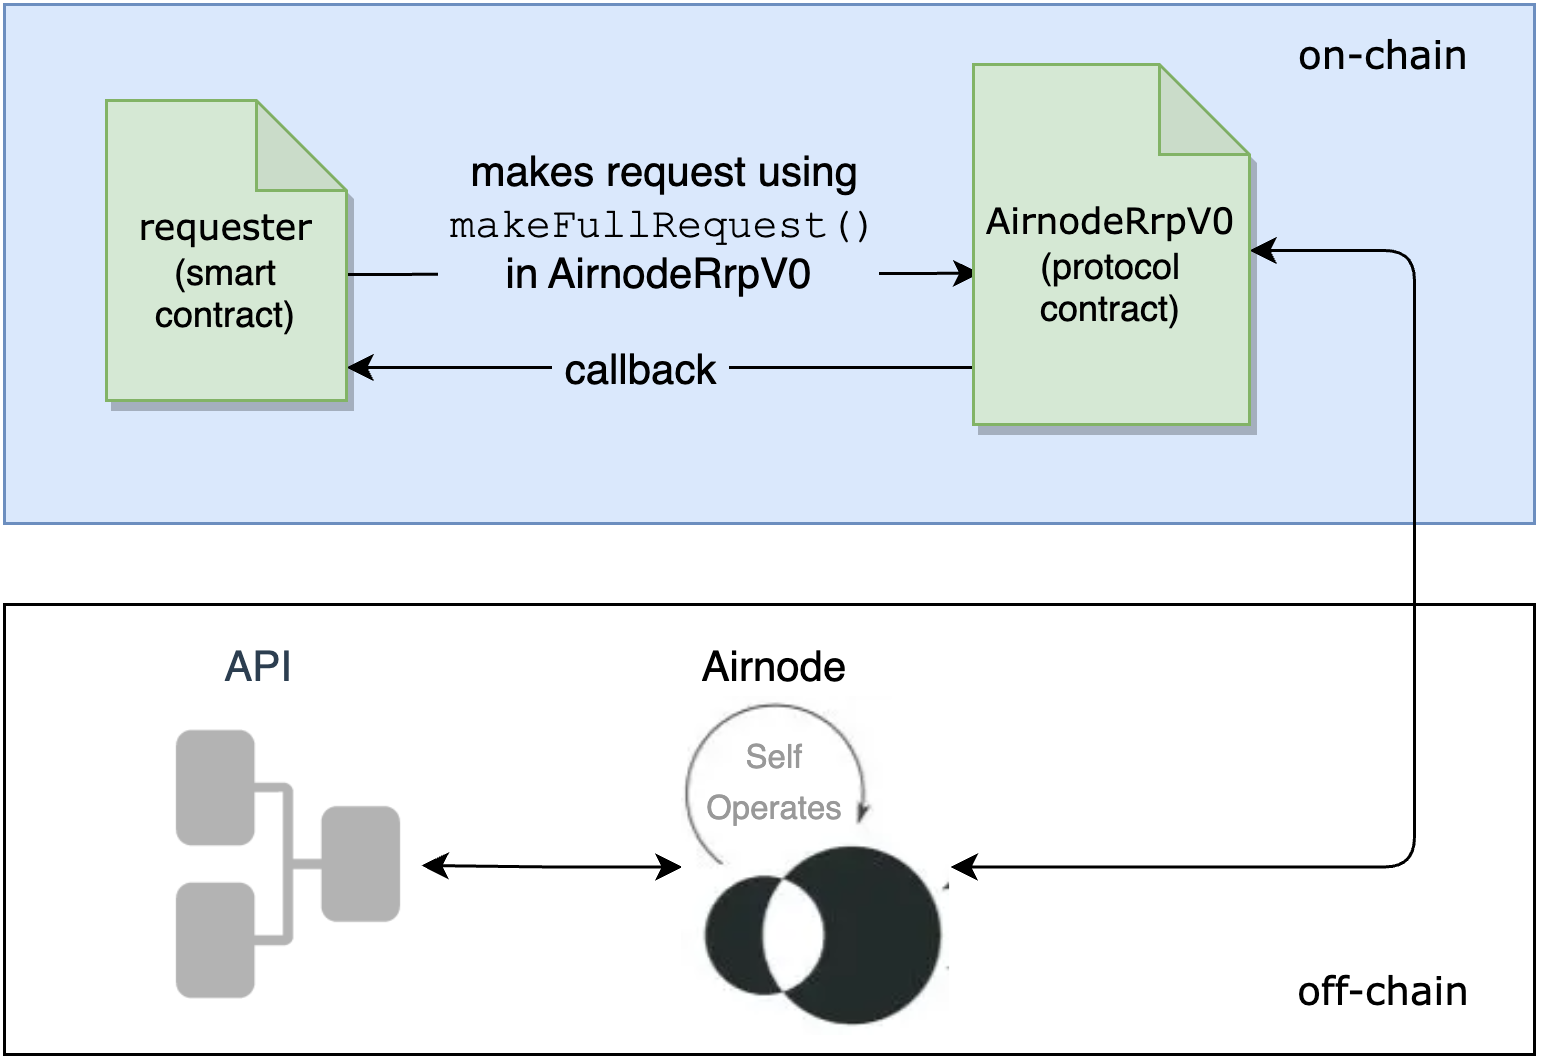 on-chain
requester
(smart
contract)
makes request using
makeFullRequest()
in AirnodeRrpV0
AirnodeRrpV0
(protocol
contract)
callback
API
Airnode
Self
Operates
off-chain